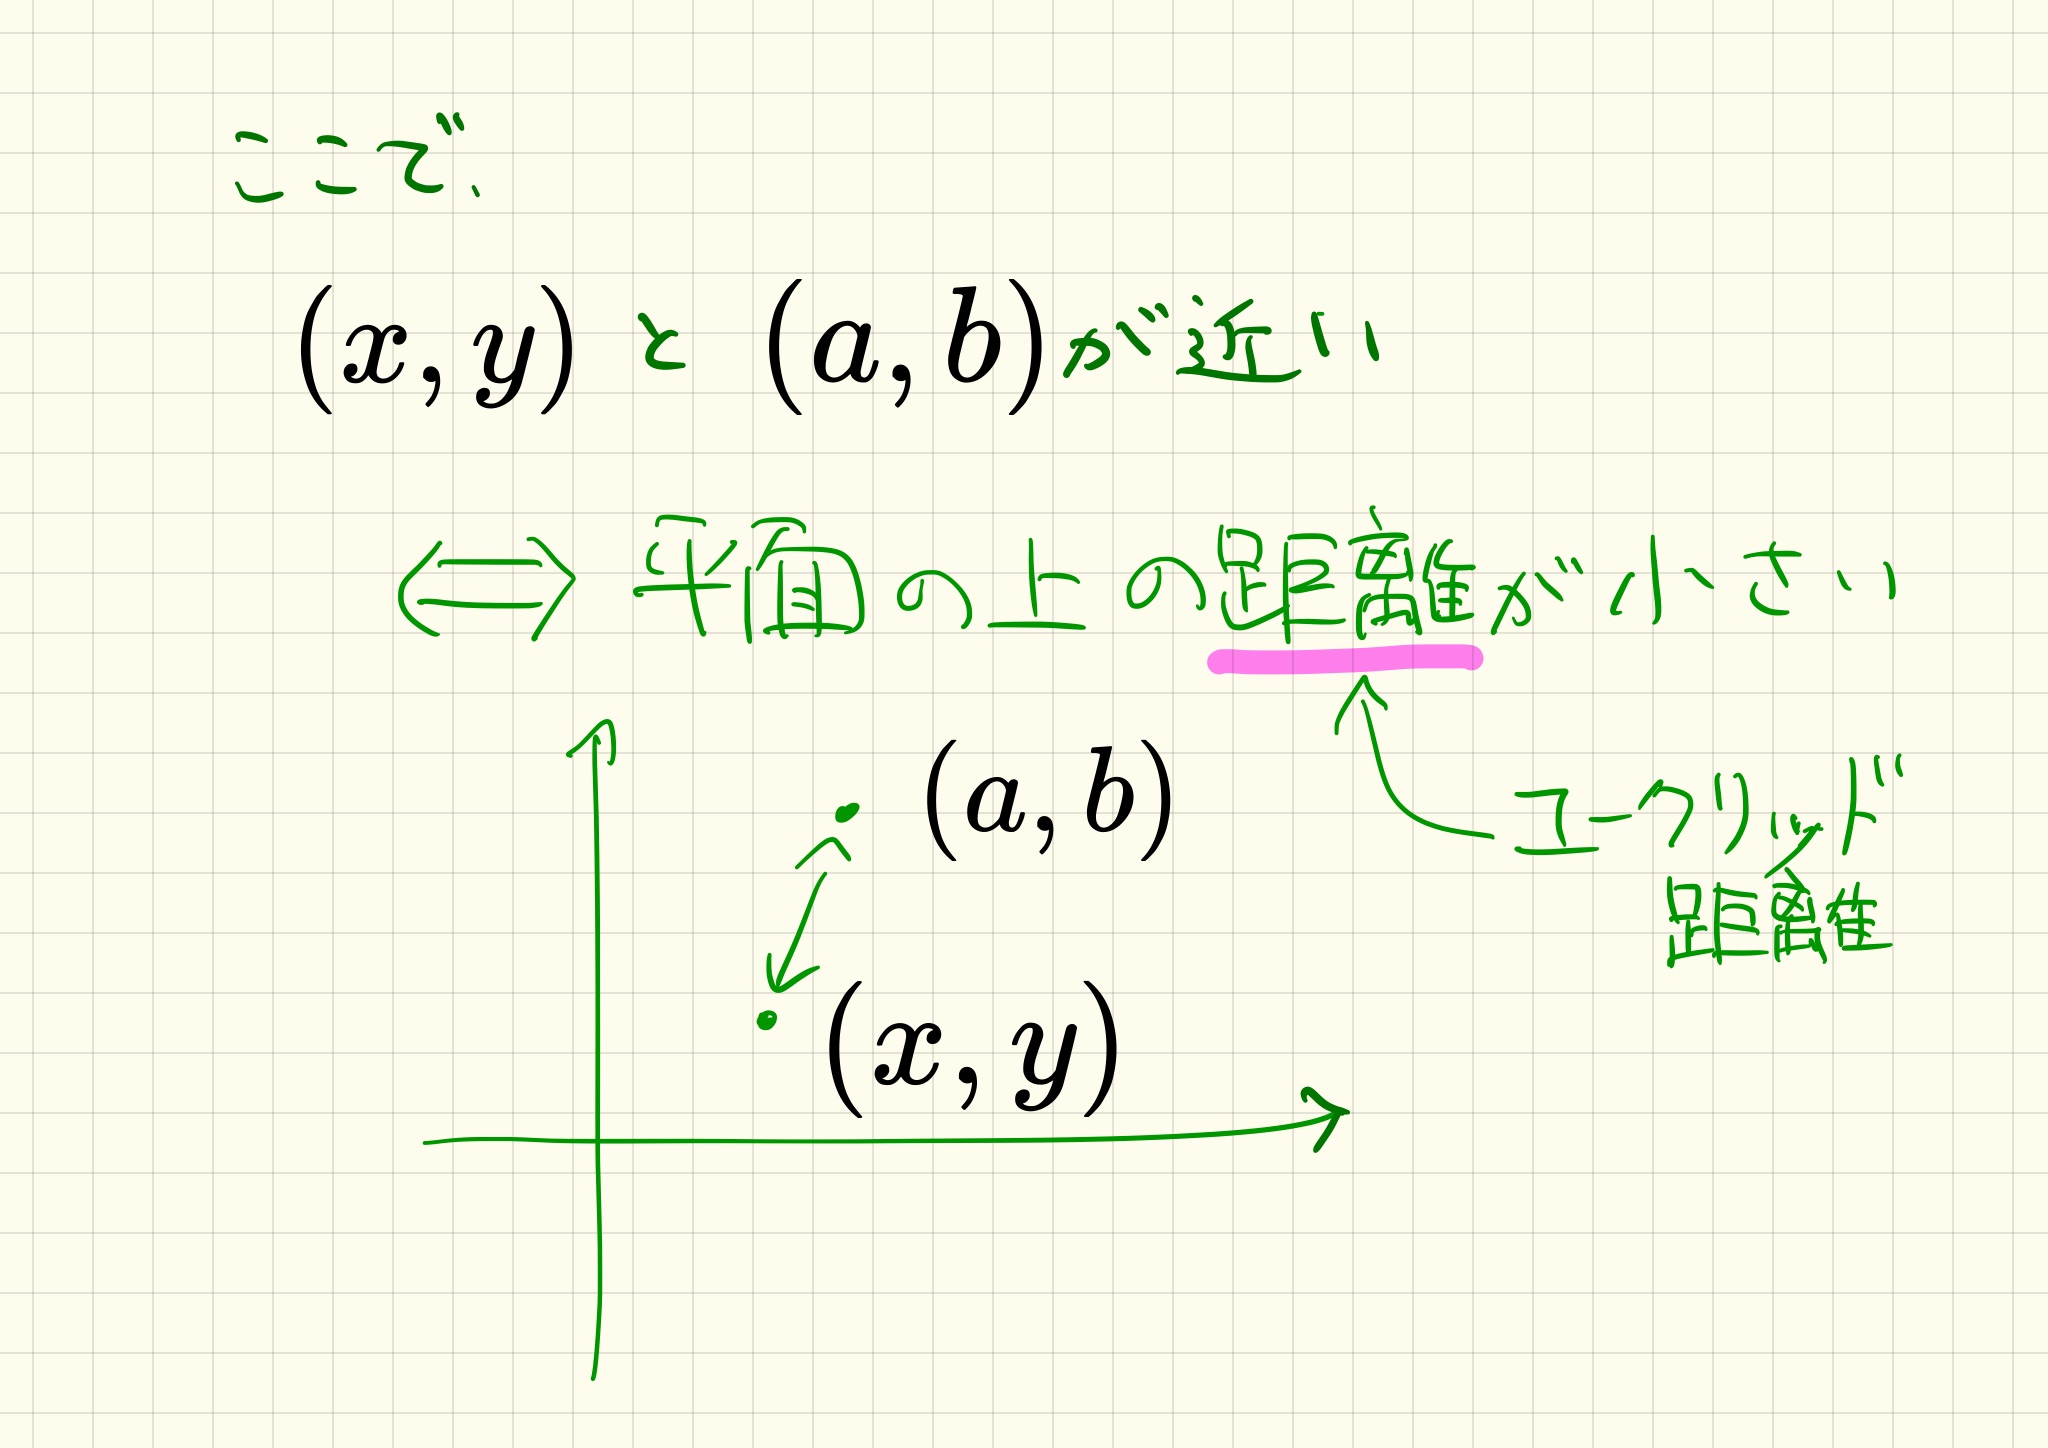 ここで、
(x, y) と (a, b) が近い
⟺ 平面の上の距離が小さい
(a, b)
ユークリッド
距離
(x, y)